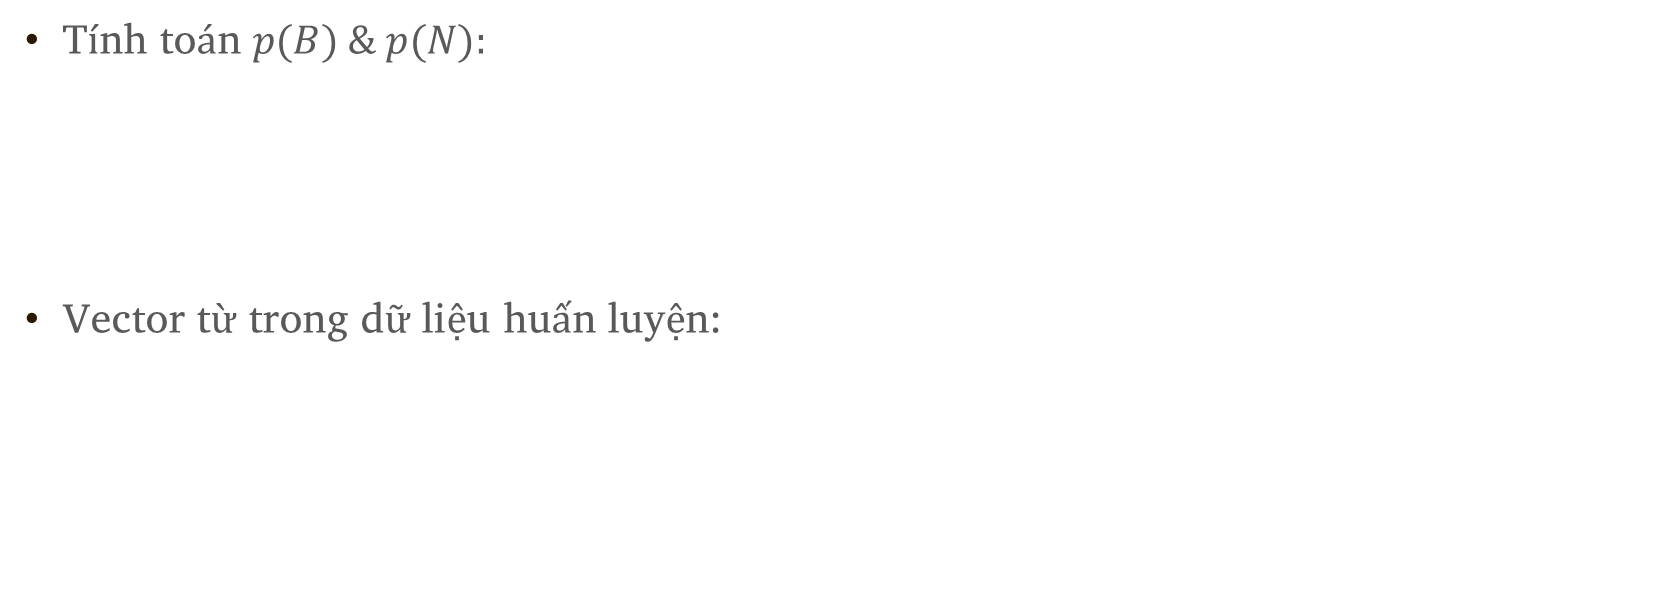 • Tính toán p(B) & p(N):
• Vector từ trong dữ liệu huấn luyện: